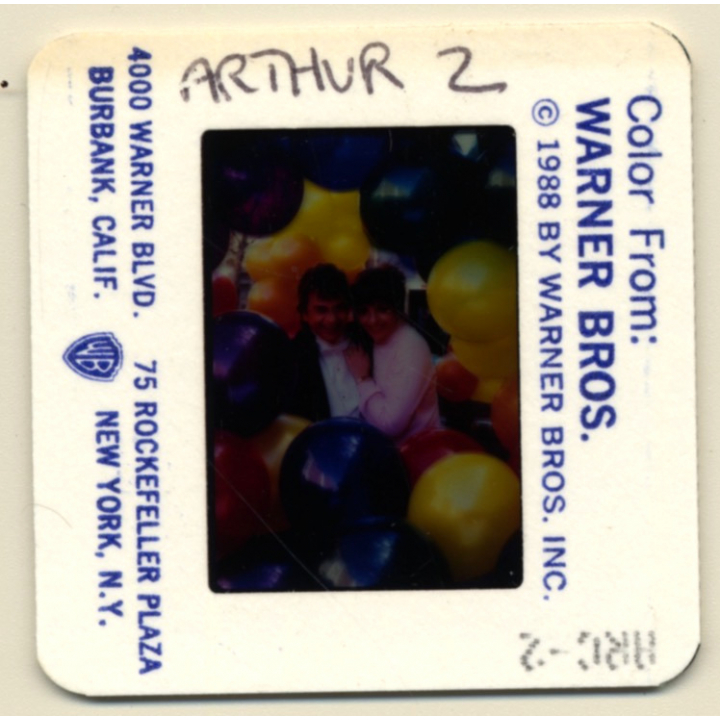 ARTHUR 2
Color From:
WARNER BROS.
© 1988 BY WARNER BROS. INC.
4000 WARNER BLVD. 75 ROCKEFELLER PLAZA
BURBANK, CALIF. WB NEW YORK, N.Y.